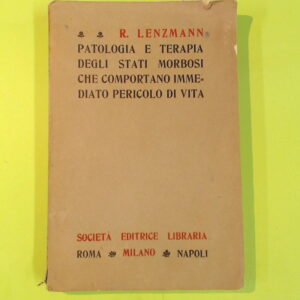 R. LENZMANN
PATOLOGIA E TERAPIA
DEGLI STATI MORBOSI
CHE COMPORTANO IMME-
DIATO PERICOLO DI VITA
SOCIETÀ EDITRICE LIBRARIA
ROMA MILANO NAPOLI